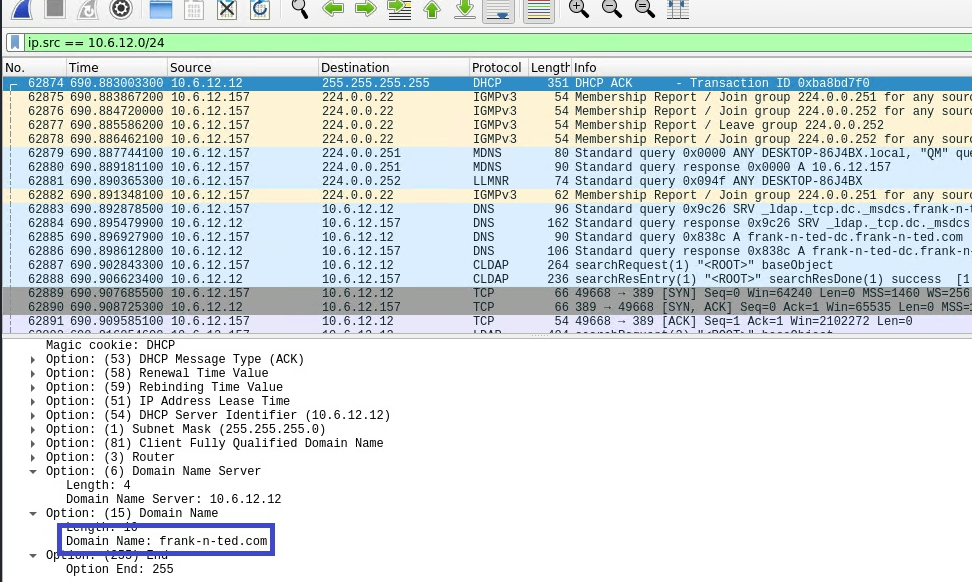 ip.src == 10.6.12.0/24
No. Time Source Destination Protocol Length Info
62874 690.883003300 10.6.12.12 255.255.255.255 DHCP 351 DHCP ACK - Transaction ID 0xba8bd7f0
62875 690.883867200 10.6.12.157 224.0.0.22 IGMPv3 54 Membership Report / Join group 224.0.0.251 for any sourc
62876 690.884720000 10.6.12.157 224.0.0.22 IGMPv3 54 Membership Report / Join group 224.0.0.252 for any sourc
62877 690.885586200 10.6.12.157 224.0.0.22 IGMPv3 54 Membership Report / Leave group 224.0.0.252
62878 690.886462100 10.6.12.157 224.0.0.22 IGMPv3 54 Membership Report / Join group 224.0.0.252 for any sourc
62879 690.887744100 10.6.12.157 224.0.0.251 MDNS 80 Standard query 0x0000 ANY DESKTOP-86J4BX.local, "QM" que
62880 690.889181100 10.6.12.157 224.0.0.251 MDNS 90 Standard query response 0x0000 A 10.6.12.157
62881 690.890365300 10.6.12.157 224.0.0.252 LLMNR 74 Standard query 0x094f ANY DESKTOP-86J4BX
62882 690.891348100 10.6.12.157 224.0.0.22 IGMPv3 62 Membership Report / Join group 224.0.0.251 for any sourc
62883 690.892878500 10.6.12.157 10.6.12.12 DNS 96 Standard query 0x9c26 SRV _ldap._tcp.dc._msdcs.frank-n-t
62884 690.895479900 10.6.12.12 10.6.12.157 DNS 162 Standard query response 0x9c26 SRV _ldap._tcp.dc._msdcs
62885 690.896927900 10.6.12.157 10.6.12.12 DNS 90 Standard query 0x838c A frank-n-ted-dc.frank-n-ted.com
62886 690.898612800 10.6.12.12 10.6.12.157 DNS 106 Standard query response 0x838c A frank-n-ted-dc.frank-n-
62887 690.902843300 10.6.12.157 10.6.12.12 CLDAP 264 searchRequest(1) "<ROOT>" baseObject
62888 690.906623400 10.6.12.12 10.6.12.157 CLDAP 236 searchResEntry(1) "<ROOT>" searchResDone(1) success [1
62889 690.907685500 10.6.12.157 10.6.12.12 TCP 66 49668 → 389 [SYN] Seq=0 Win=64240 Len=0 MSS=1460 WS=256
62890 690.908725300 10.6.12.12 10.6.12.157 TCP 66 389 → 49668 [SYN, ACK] Seq=0 Ack=1 Win=65535 Len=0 MSS=1
62891 690.909585100 10.6.12.157 10.6.12.12 TCP 54 49668 → 389 [ACK] Seq=1 Ack=1 Win=2102272 Len=0
Magic cookie: DHCP
Option: (53) DHCP Message Type (ACK)
Option: (58) Renewal Time Value
Option: (59) Rebinding Time Value
Option: (51) IP Address Lease Time
Option: (54) DHCP Server Identifier (10.6.12.12)
Option: (1) Subnet Mask (255.255.255.0)
Option: (81) Client Fully Qualified Domain Name
Option: (3) Router
Option: (6) Domain Name Server
Length: 4
Domain Name Server: 10.6.12.12
Option: (15) Domain Name
Domain Name: frank-n-ted.com
Option: (255) End
Option End: 255